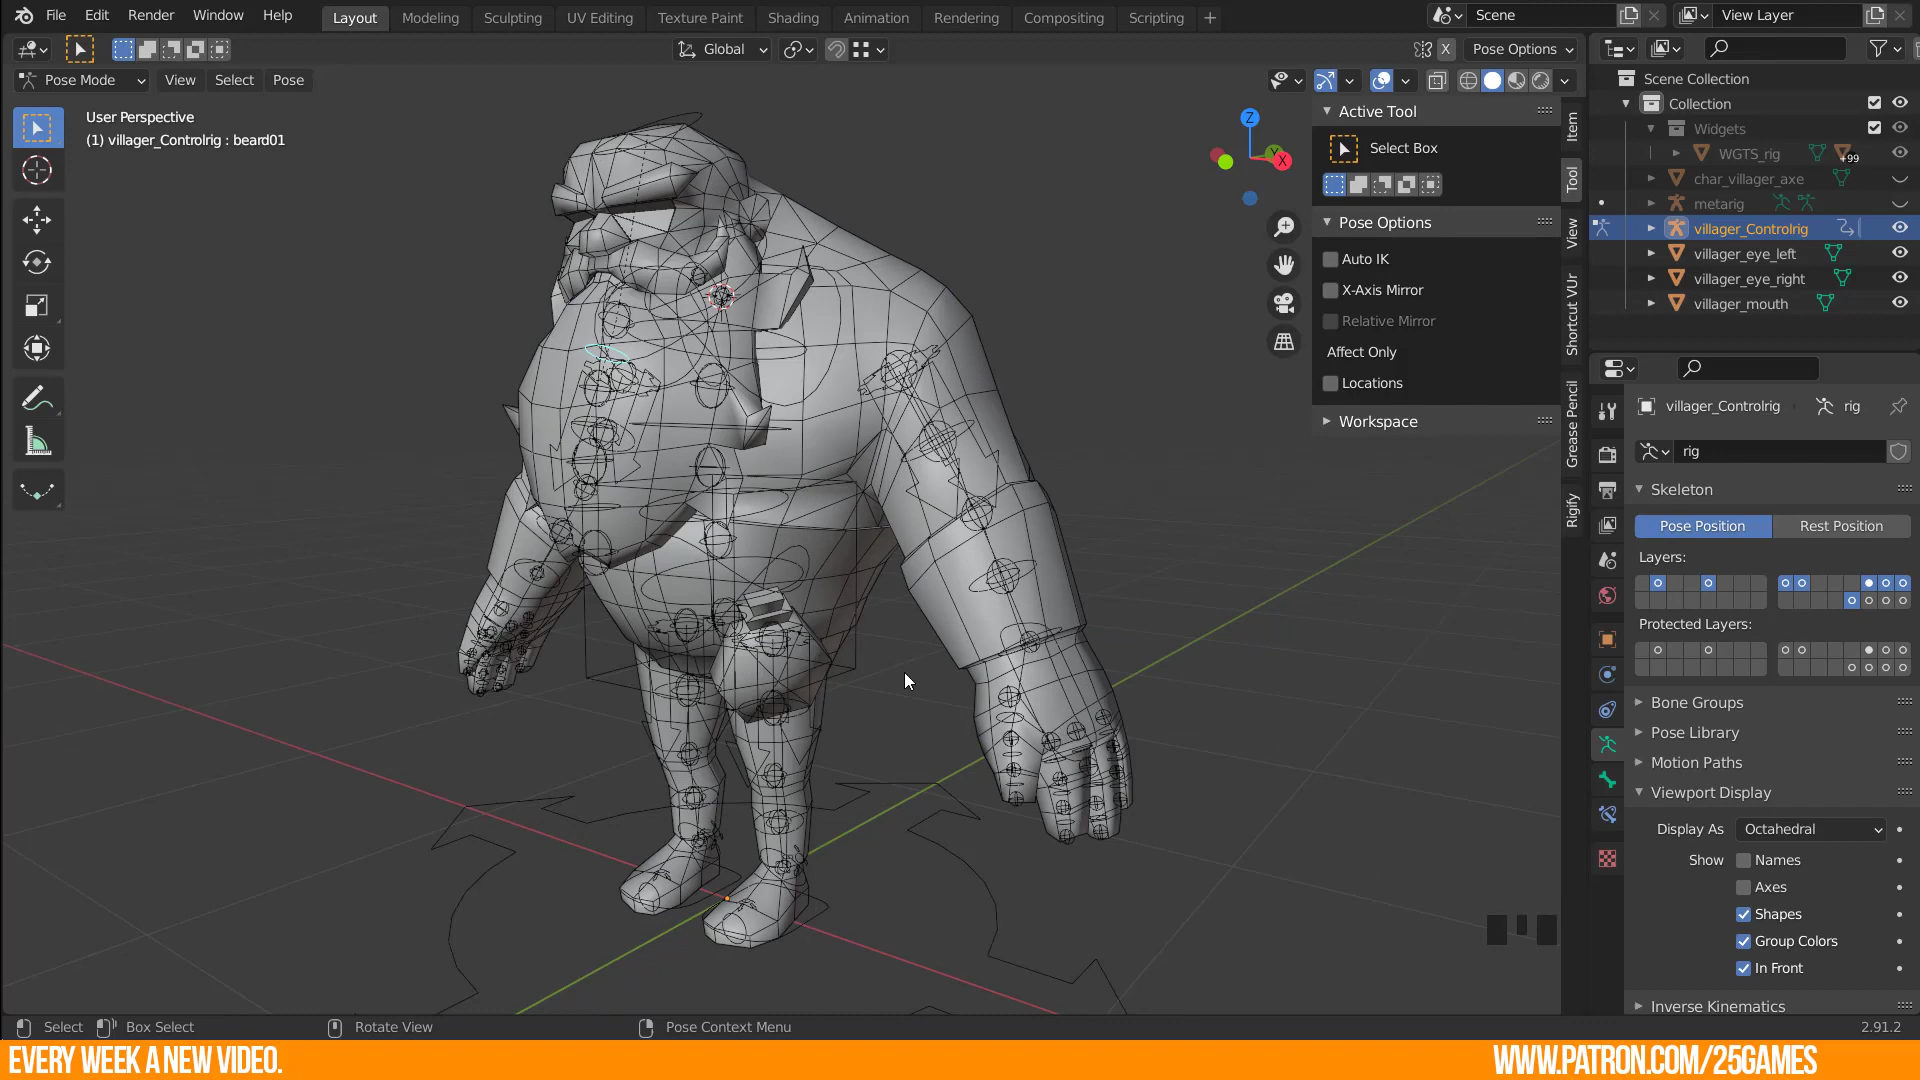 File Edit Render Window Help Layout Modeling Sculpting UV Editing Texture Paint Shading Animation Rendering Compositing Scripting + Scene View Layer
Global X Pose Options
Pose Mode View Select Pose
User Perspective
(1) villager_Controlrig : beard01
Z
Y
X
Active Tool
Select Box
Pose Options
Auto IK
X-Axis Mirror
Relative Mirror
Affect Only
Locations
Workspace
Item
Tool
View
Shortcut VUr
Grease Pencil
Rigify
Scene Collection
Collection
Widgets
WGTS_rig +99
char_villager_axe
metarig
villager_Controlrig
villager_eye_left
villager_eye_right
villager_mouth
villager_Controlrig rig
rig
Skeleton
Pose Position Rest Position
Layers:
Protected Layers:
Bone Groups
Pose Library
Motion Paths
Viewport Display
Display As Octahedral
Show Names
Axes
Shapes
Group Colors
In Front
Inverse Kinematics
Select Box Select Rotate View Pose Context Menu 2.91.2
EVERY WEEK A NEW VIDEO. WWW.PATRON.COM/25GAMES